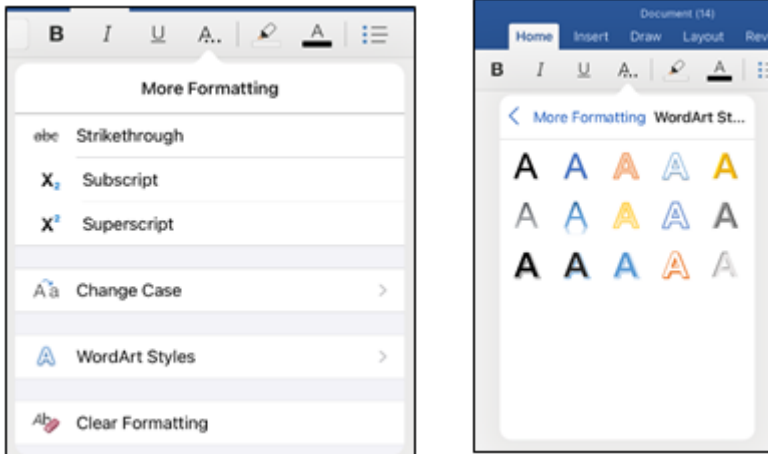 B I U A..  A
More Formatting
abc Strikethrough
X₂ Subscript
X² Superscript
Aa Change Case
A WordArt Styles
Ab Clear Formatting
Document (14)
Home Insert Draw Layout Rev
B I U A..  A
More Formatting WordArt St...
A A A A A
A A A A A
A A A A A